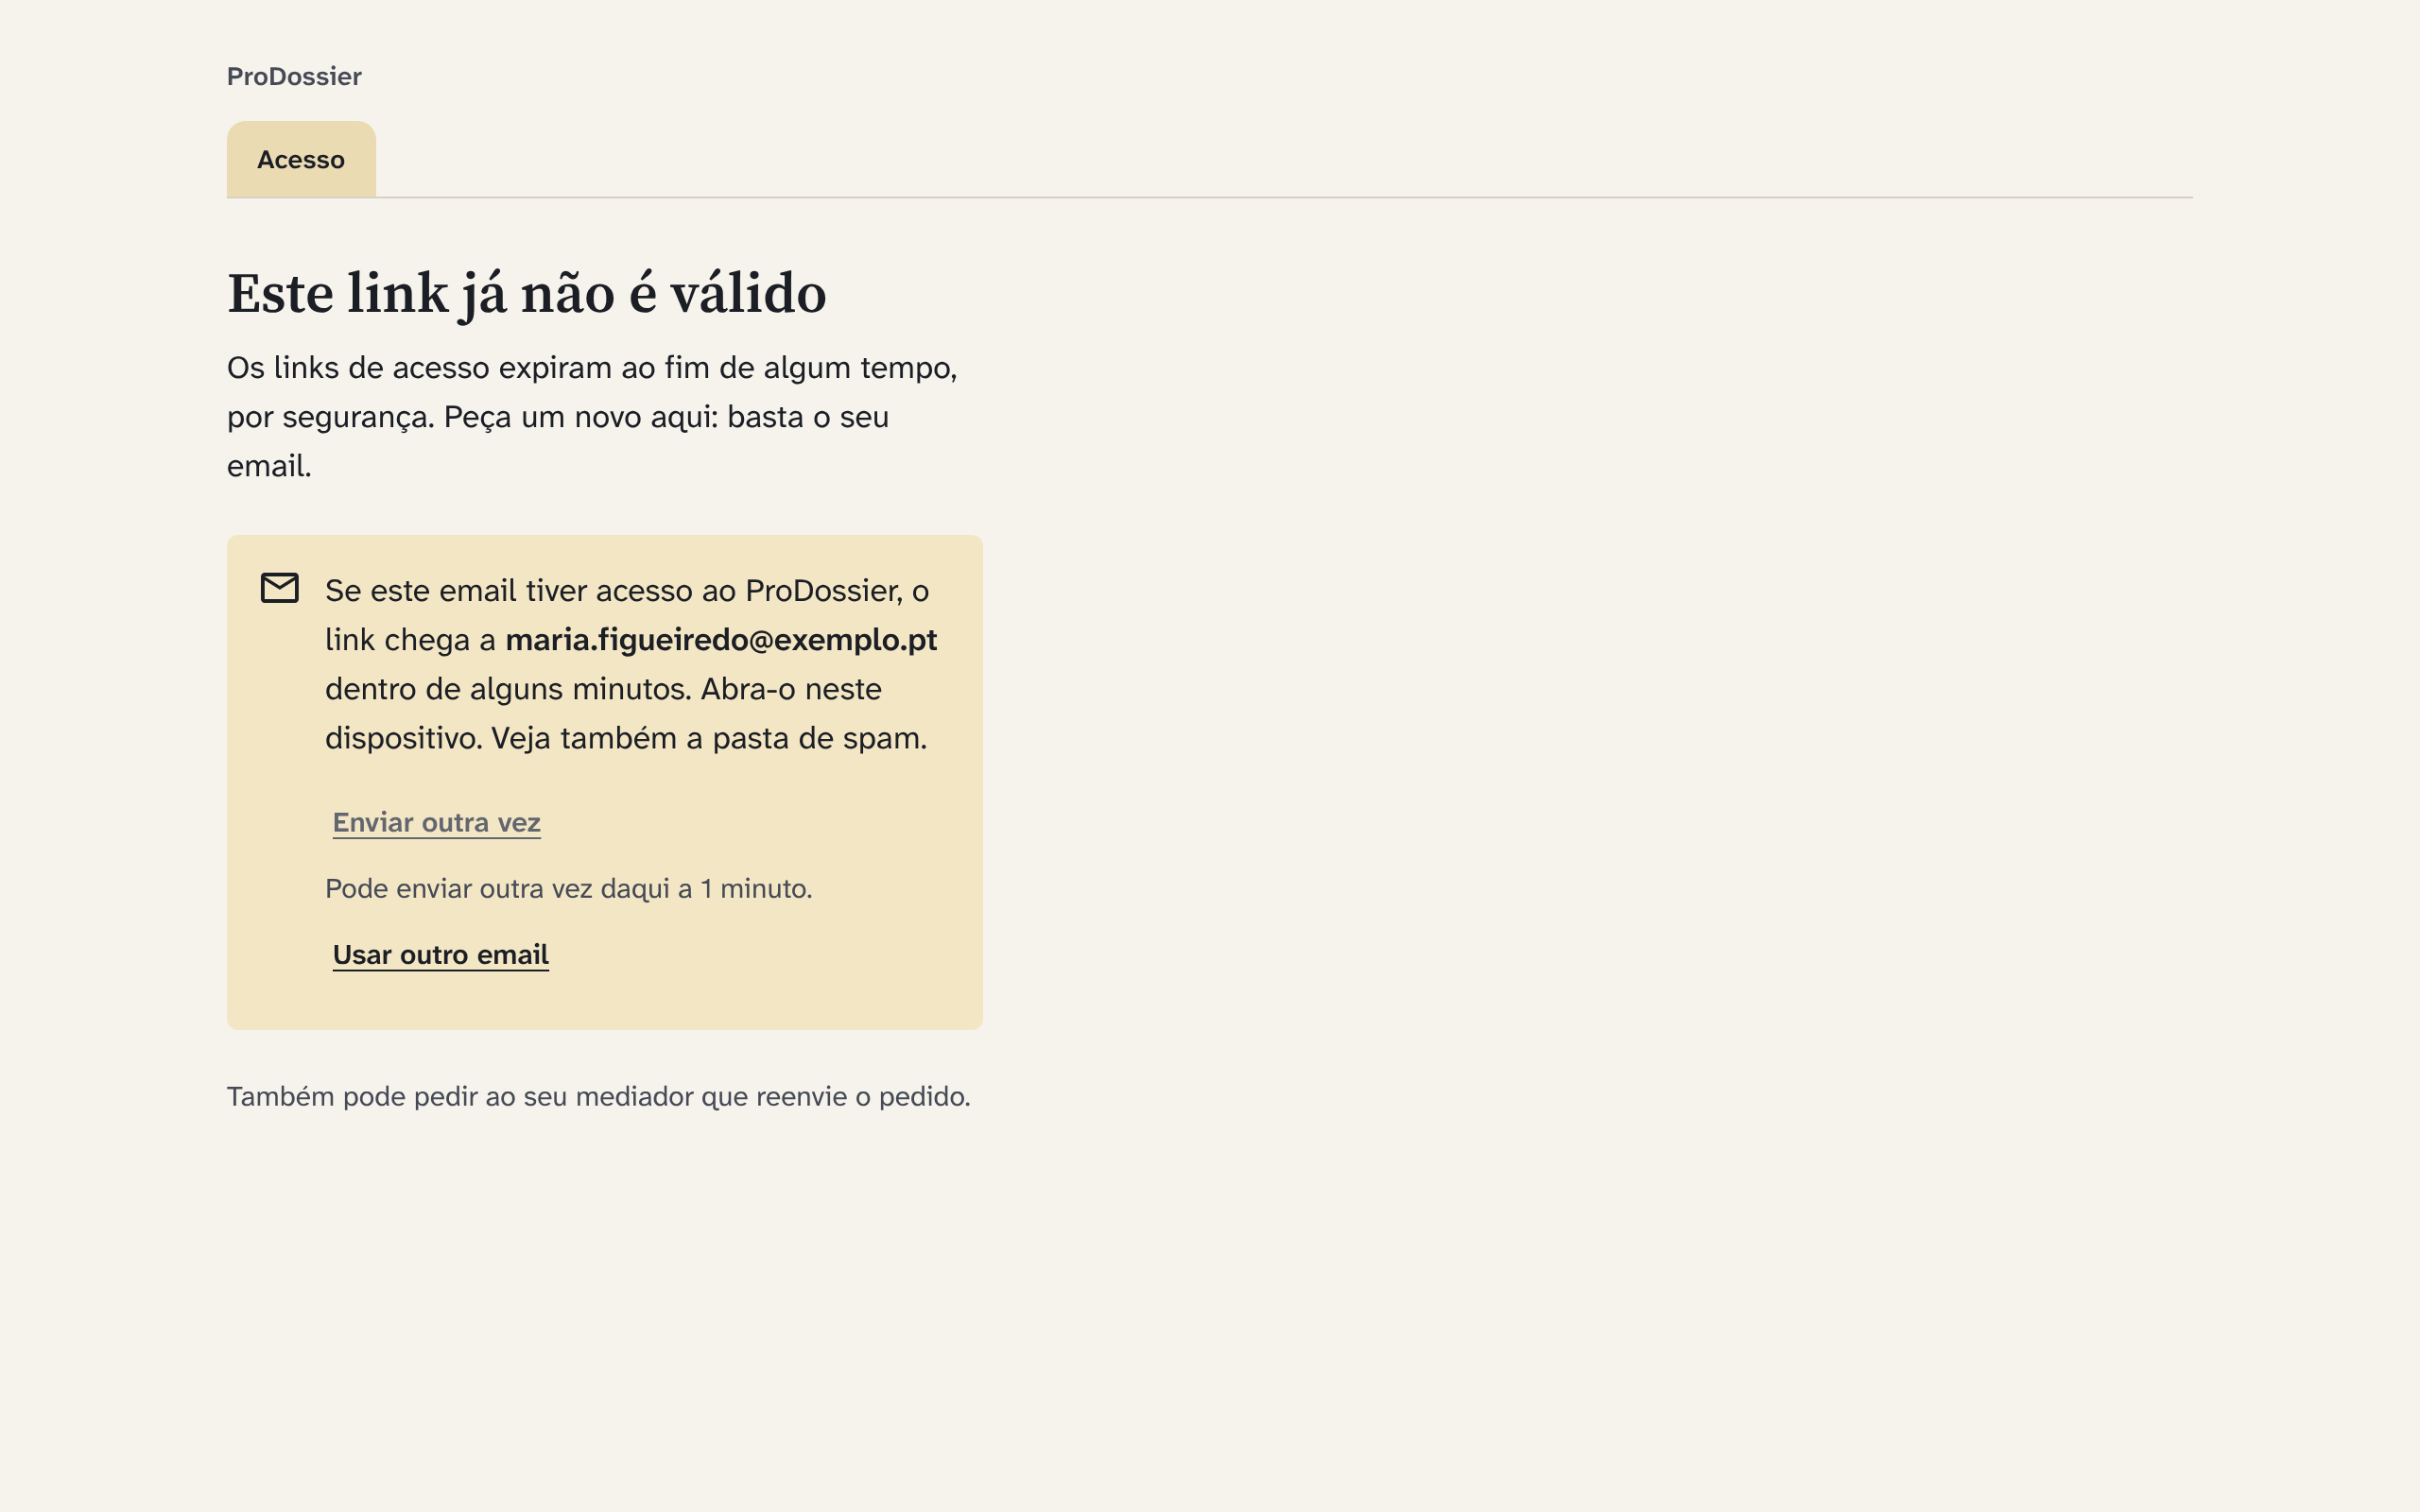 ProDossier
Acesso
Este link já não é válido
Os links de acesso expiram ao fim de algum tempo,
por segurança. Peça um novo aqui: basta o seu
email.
Se este email tiver acesso ao ProDossier, o
link chega a maria.figueiredo@exemplo.pt
dentro de alguns minutos. Abra-o neste
dispositivo. Veja também a pasta de spam.
Enviar outra vez
Pode enviar outra vez daqui a 1 minuto.
Usar outro email
Também pode pedir ao seu mediador que reenvie o pedido.